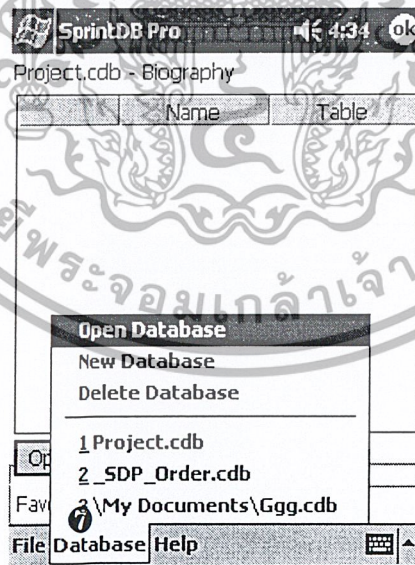 SprintDB Pro 4:34 ok
Project.cdb - Biography
Name Table
Open Database
New Database
Delete Database
1 Project.cdb
2 _SDP_Order.cdb
\My Documents\Ggg.cdb
7
File Database Help